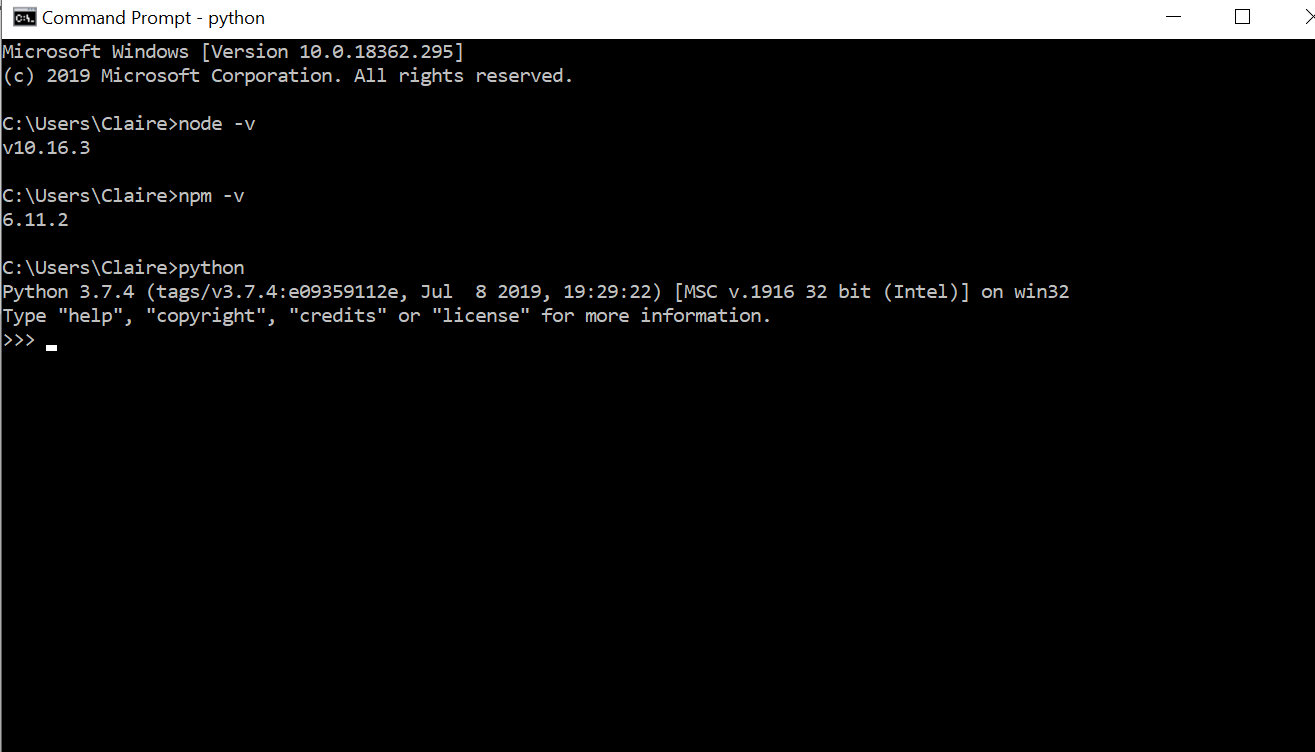 Command Prompt - python
Microsoft Windows [Version 10.0.18362.295]
(c) 2019 Microsoft Corporation. All rights reserved.
C:\Users\Claire>node -v
v10.16.3
C:\Users\Claire>npm -v
6.11.2
C:\Users\Claire>python
Python 3.7.4 (tags/v3.7.4:e09359112e, Jul  8 2019, 19:29:22) [MSC v.1916 32 bit (Intel)] on win32
Type "help", "copyright", "credits" or "license" for more information.
>>>